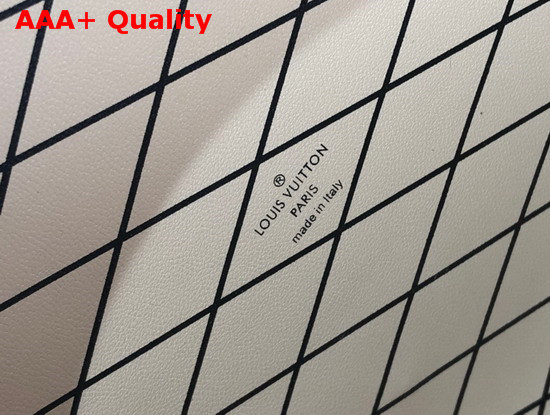 AAA+ Quality
®
LOUIS VUITTON
PARIS
made in Italy